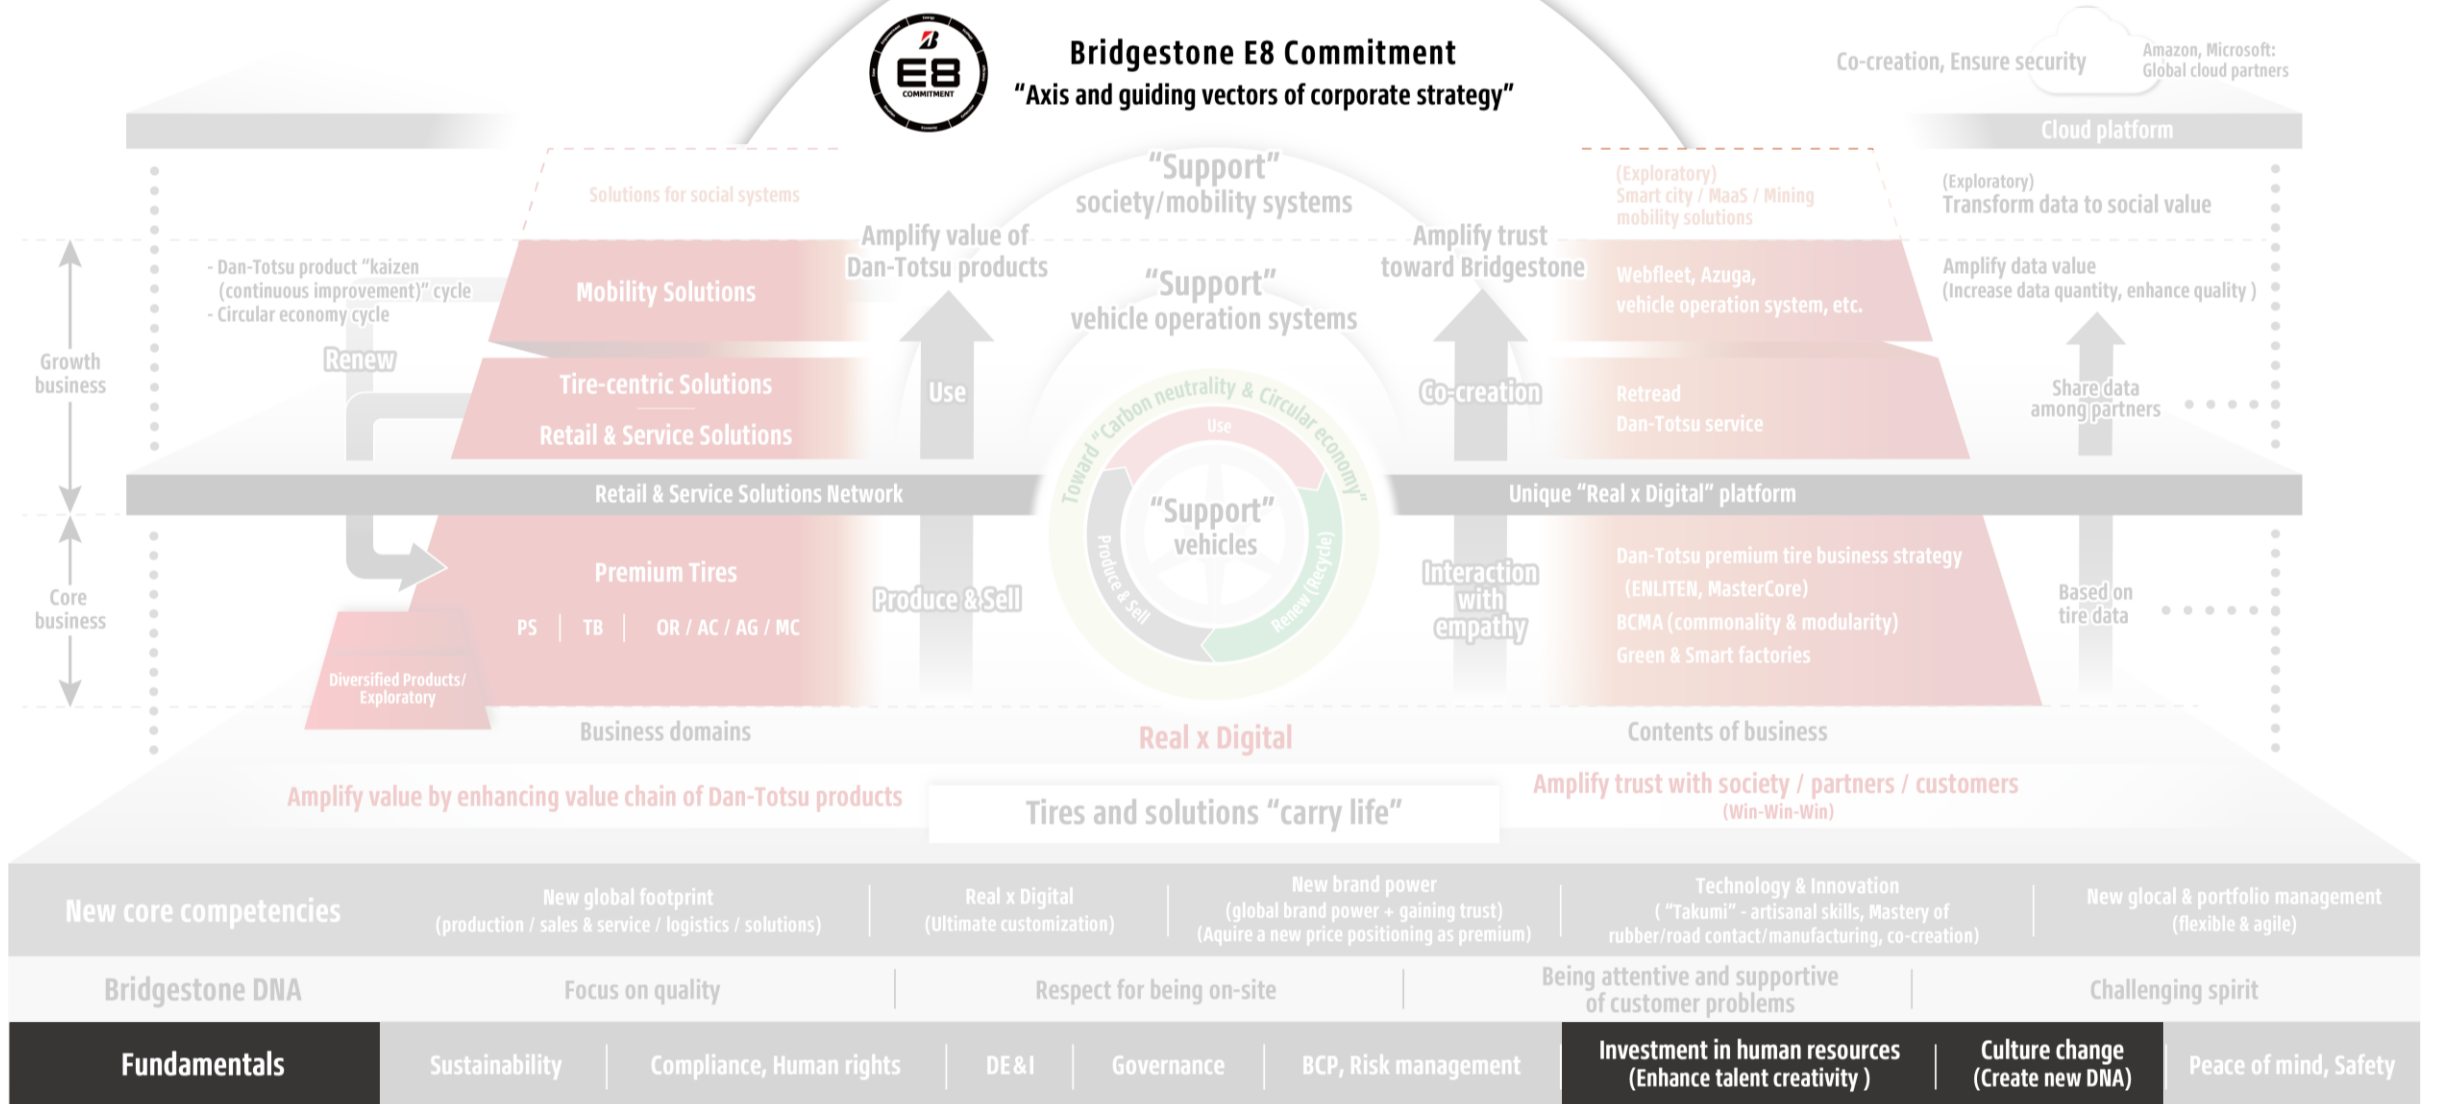 E8
COMMITMENT
Bridgestone E8 Commitment
“Axis and guiding vectors of corporate strategy”
Co-creation, Ensure security
Amazon, Microsoft:
Global cloud partners
Cloud platform
Solutions for social systems
“Support”
society/mobility systems
(Exploratory)
Smart city / MaaS / Mining
mobility solutions
(Exploratory)
Transform data to social value
- Dan-Totsu product “kaizen
(continuous improvement)” cycle
- Circular economy cycle
Mobility Solutions
Amplify value of
Dan-Totsu products
“Support”
vehicle operation systems
Amplify trust
toward Bridgestone
Webfleet, Azuga,
vehicle operation system, etc.
Amplify data value
(Increase data quantity, enhance quality )
Growth
business
Renew
Tire-centric Solutions
Retail & Service Solutions
Use
Toward “Carbon neutrality & Circular economy”
Use
Co-creation
Retread
Dan-Totsu service
Share data
among partners
Retail & Service Solutions Network
Unique “Real x Digital” platform
“Support”
vehicles
Produce & Sell
Renew (Recycle)
Core
business
Premium Tires
PS | TB | OR / AC / AG / MC
Diversified Products/
Exploratory
Produce & Sell
Interaction
with
empathy
Dan-Totsu premium tire business strategy
(ENLITEN, MasterCore)
BCMA (commonality & modularity)
Green & Smart factories
Based on
tire data
Business domains
Real x Digital
Contents of business
Amplify value by enhancing value chain of Dan-Totsu products
Tires and solutions “carry life”
Amplify trust with society / partners / customers
(Win-Win-Win)
New core competencies
New global footprint
(production / sales & service / logistics / solutions)
Real x Digital
(Ultimate customization)
New brand power
(global brand power + gaining trust)
(Aquire a new price positioning as premium)
Technology & Innovation
( “Takumi” - artisanal skills, Mastery of
rubber/road contact/manufacturing, co-creation)
New glocal & portfolio management
(flexible & agile)
Bridgestone DNA
Focus on quality
Respect for being on-site
Being attentive and supportive
of customer problems
Challenging spirit
Fundamentals
Sustainability
Compliance, Human rights
DE&I
Governance
BCP, Risk management
Investment in human resources
(Enhance talent creativity )
Culture change
(Create new DNA)
Peace of mind, Safety